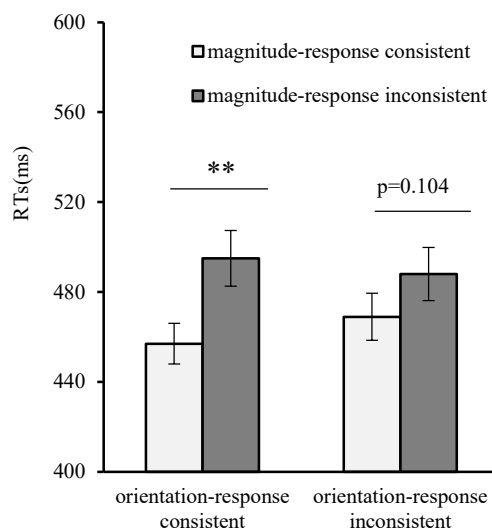 600
magnitude-response consistent
560
magnitude-response inconsistent
RTs(ms)
**
p=0.104
520
480
440
400
orientation-response
consistent
orientation-response
inconsistent